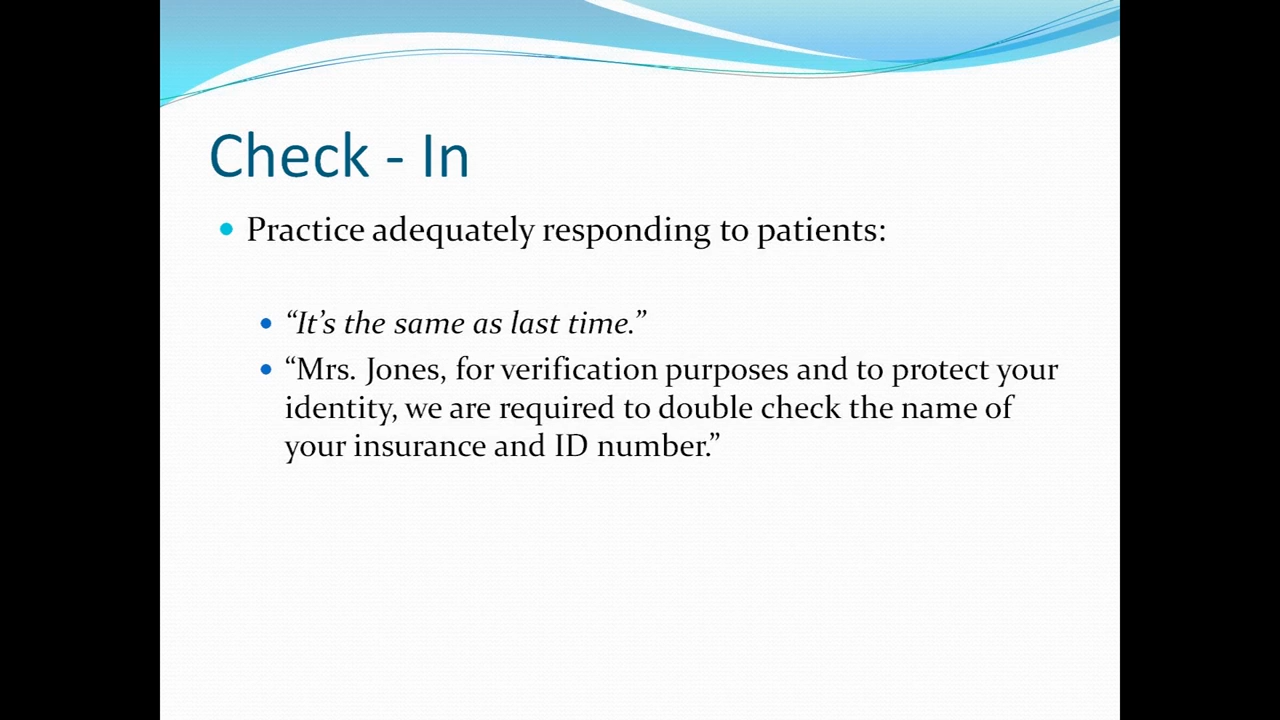 Check - In
Practice adequately responding to patients:
“It’s the same as last time.”
“Mrs. Jones, for verification purposes and to protect your
identity, we are required to double check the name of
your insurance and ID number.”